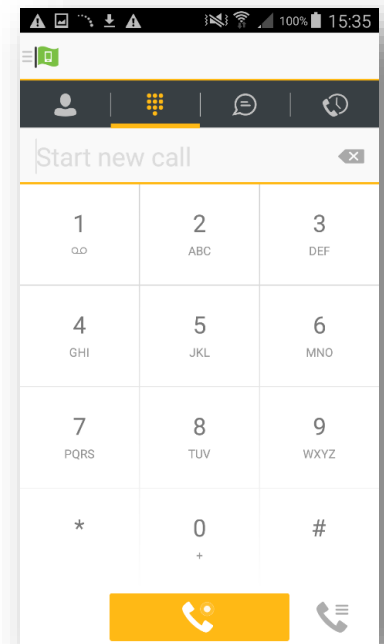 100% 15:35
Start new call
1 2 3
ABC DEF
4 5 6
GHI JKL MNO
7 8 9
PQRS TUV WXYZ
* 0 #
+